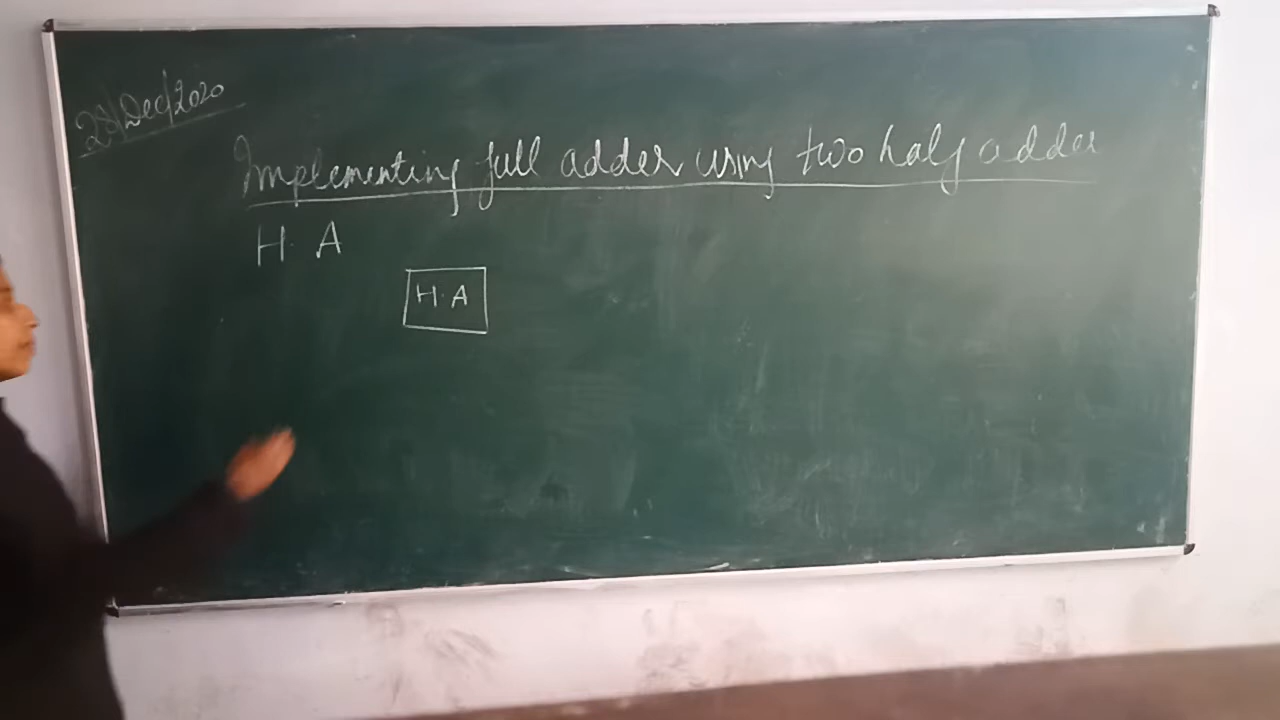 28/Dec/2020
Implementing full adder using two half adder
H. A
H. A